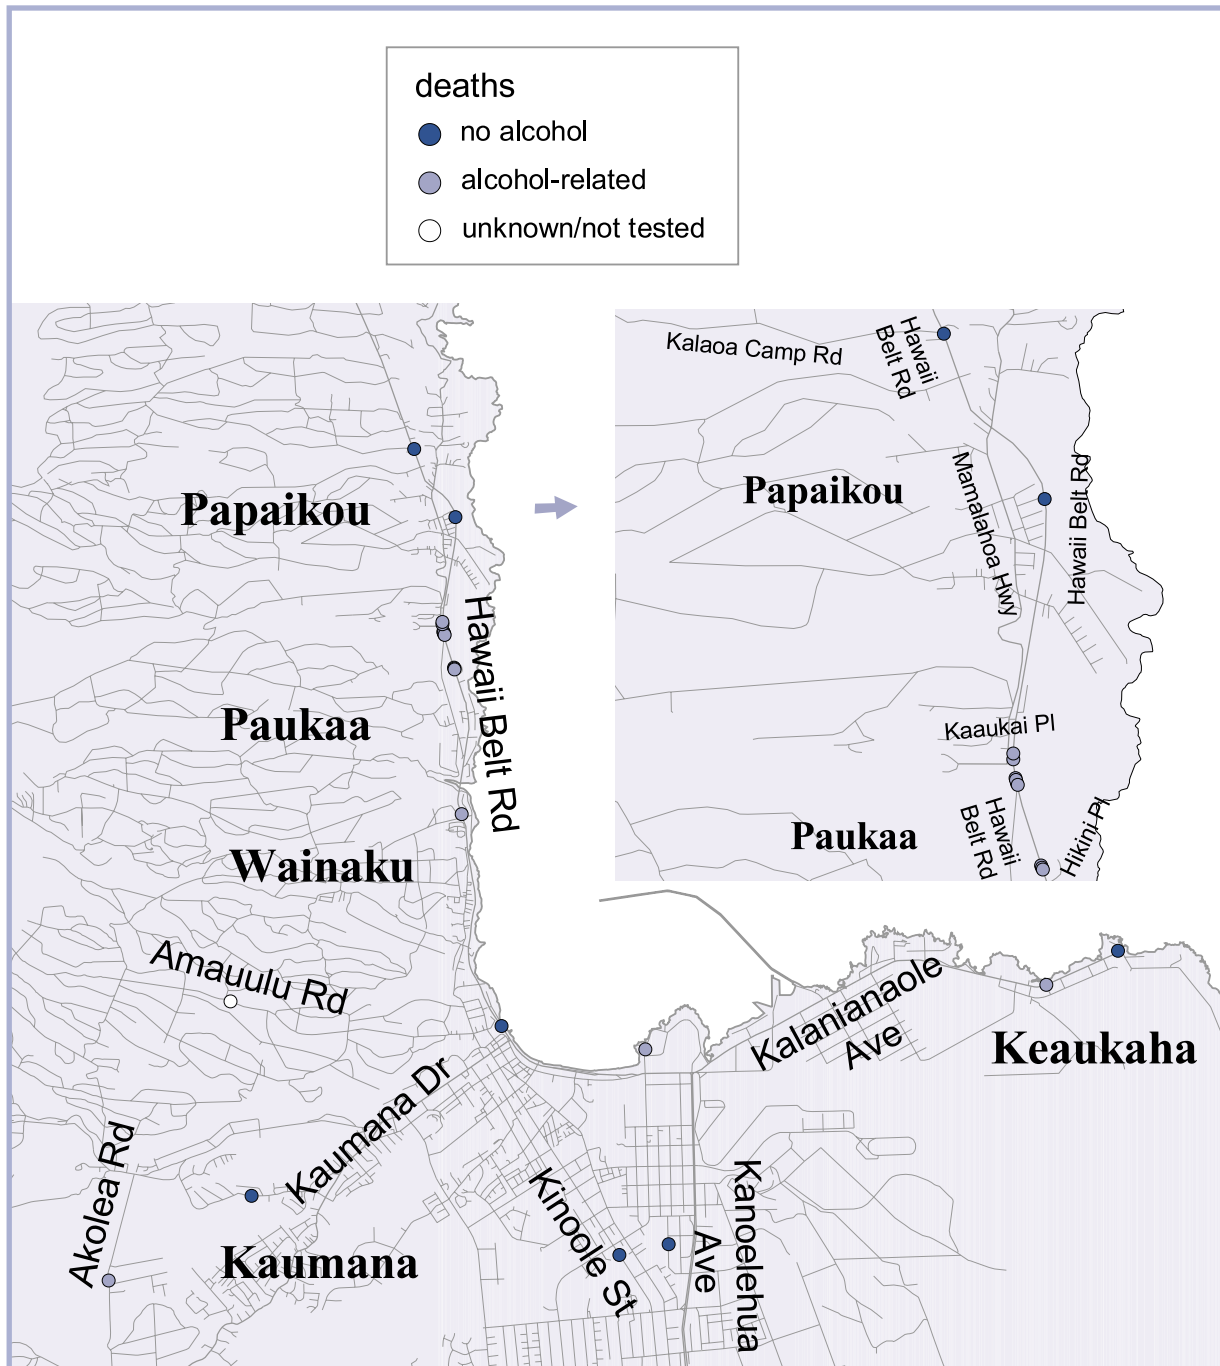 deaths
no alcohol
alcohol-related
unknown/not tested
Kalaoa Camp Rd
Hawaii
Belt Rd
Papaikou
Mamalahoa Hwy
Hawaii Belt Rd
Kaaukai Pl
Paukaa
Hawaii
Belt Rd
Hikini Pl
Papaikou
Hawaii Belt Rd
Paukaa
Wainaku
Amauulu Rd
Kalanianaole
Ave
Keaukaha
Kaumana Dr
Akolea Rd
Kinoole St
Kanoelehua
Ave
Kaumana